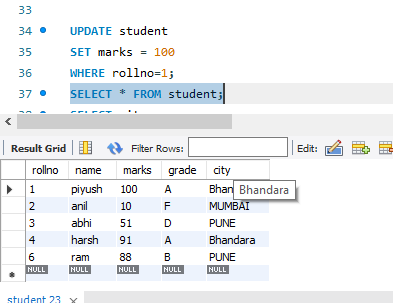 33
34 UPDATE student
35 SET marks = 100
36 WHERE rollno=1;
37 SELECT * FROM student;
Result Grid Filter Rows: Edit:
rollno name marks grade city
1 piyush 100 A Bhan
Bhandara
2 anil 10 F MUMBAI
3 abhi 51 D PUNE
4 harsh 91 A Bhandara
6 ram 88 B PUNE
NULL NULL NULL NULL NULL
student 23